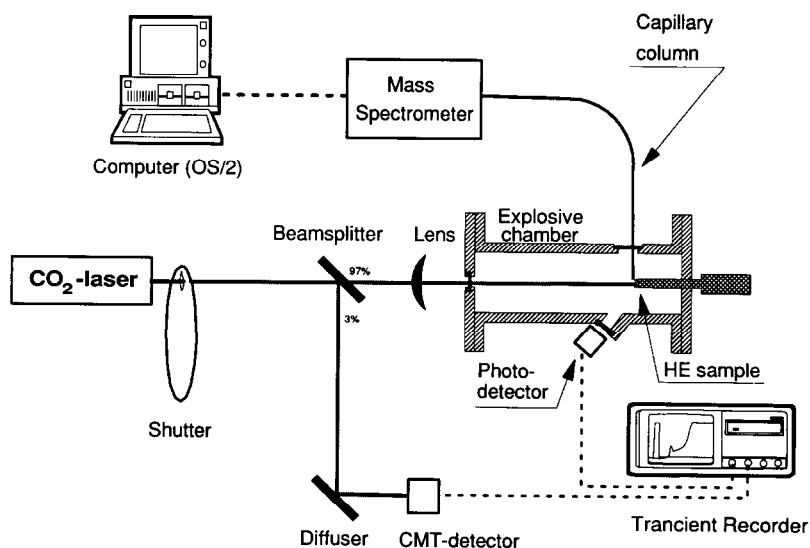 Capillary
column
Mass
Spectrometer
Computer (OS/2)
Explosive
chamber
Beamsplitter
Lens
CO2-laser
97%
3%
Photo-
detector
HE sample
Shutter
Diffuser
CMT-detector
Trancient Recorder